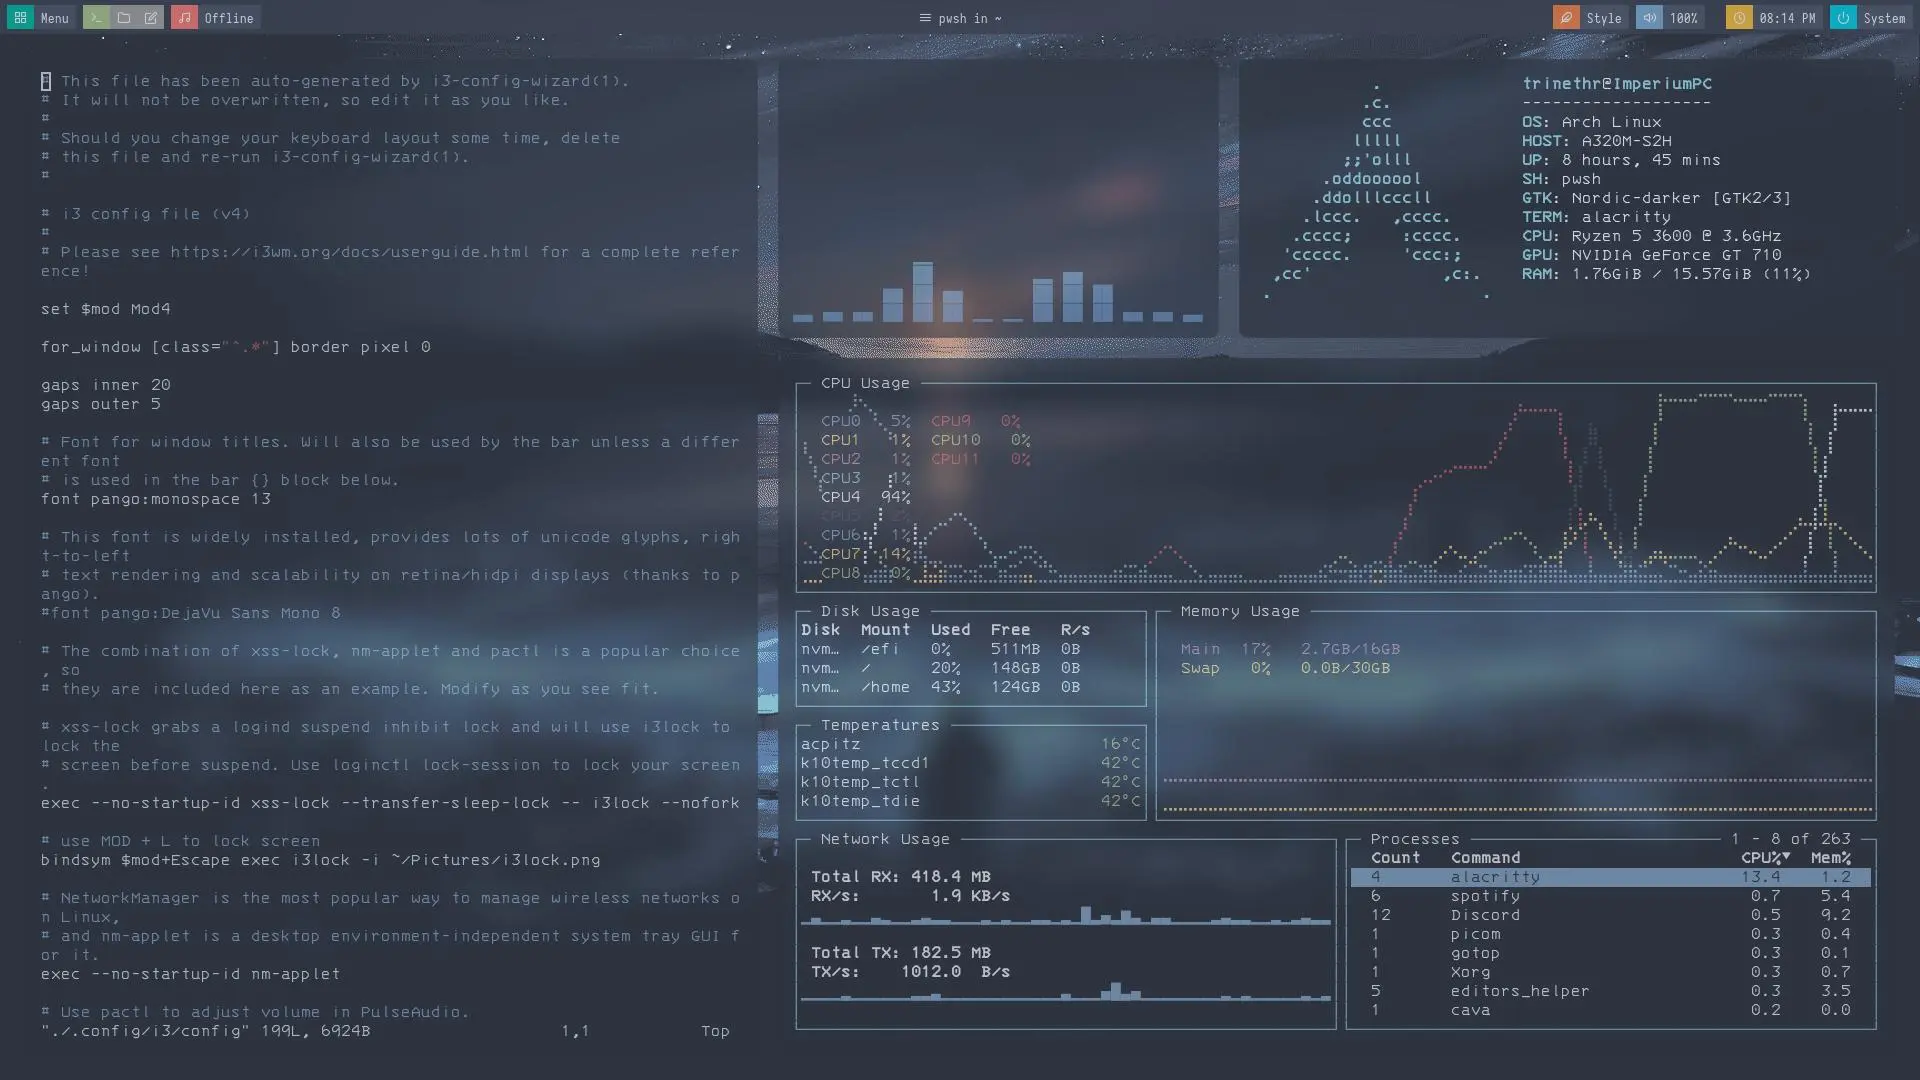 Menu
Offline
pwsh in ~
Style
100%
08:14 PM
System
# This file has been auto-generated by i3-config-wizard(1).
# It will not be overwritten, so edit it as you like.
#
# Should you change your keyboard layout some time, delete
# this file and re-run i3-config-wizard(1).
#
# i3 config file (v4)
#
# Please see https://i3wm.org/docs/userguide.html for a complete refer
ence!
set $mod Mod4
for_window [class="^.*"] border pixel 0
gaps inner 20
gaps outer 5
# Font for window titles. Will also be used by the bar unless a differ
ent font
# is used in the bar {} block below.
font pango:monospace 13
# This font is widely installed, provides lots of unicode glyphs, righ
t-to-left
# text rendering and scalability on retina/hidpi displays (thanks to p
ango).
#font pango:DejaVu Sans Mono 8
# The combination of xss-lock, nm-applet and pactl is a popular choice
, so
# they are included here as an example. Modify as you see fit.
# xss-lock grabs a logind suspend inhibit lock and will use i3lock to
lock the
# screen before suspend. Use loginctl lock-session to lock your screen
.
exec --no-startup-id xss-lock --transfer-sleep-lock -- i3lock --nofork
# use MOD + L to lock screen
bindsym $mod+Escape exec i3lock -i ~/Pictures/i3lock.png
# NetworkManager is the most popular way to manage wireless networks o
n Linux,
# and nm-applet is a desktop environment-independent system tray GUI f
or it.
exec --no-startup-id nm-applet
# Use pactl to adjust volume in PulseAudio.
"./.config/i3/config" 199L, 6924B 1,1 Top
.
.c.
ccc
lllll
;;'olll
.oddoooool
.ddolllcccll
.lccc. ,cccc.
.cccc; :cccc.
'ccccc. 'ccc:;
,cc' ,c:.
. .
trinethr@ImperiumPC
-------------------
OS: Arch Linux
HOST: A320M-S2H
UP: 8 hours, 45 mins
SH: pwsh
GTK: Nordic-darker [GTK2/3]
TERM: alacritty
CPU: Ryzen 5 3600 @ 3.6GHz
GPU: NVIDIA GeForce GT 710
RAM: 1.76GiB / 15.57GiB (11%)
CPU Usage
CPU0 5% CPU9 0%
CPU1 1% CPU10 0%
CPU2 1% CPU11 0%
CPU3 1%
CPU4 94%
CPU5 2%
CPU6 1%
CPU7 14%
CPU8 0%
Disk Usage
Disk Mount Used Free R/s
nvm… /efi 0% 511MB 0B
nvm… / 20% 148GB 0B
nvm… /home 43% 124GB 0B
Memory Usage
Main 17% 2.7GB/16GB
Swap 0% 0.0B/30GB
Temperatures
acpitz 16°C
k10temp_tccd1 42°C
k10temp_tctl 42°C
k10temp_tdie 42°C
Network Usage
Total RX: 418.4 MB
RX/s: 1.9 KB/s
Total TX: 182.5 MB
TX/s: 1012.0 B/s
Processes 1 - 8 of 263
Count Command CPU%▼ Mem%
4 alacritty 13.4 1.2
6 spotify 0.7 5.4
12 Discord 0.5 9.2
1 picom 0.3 0.4
1 gotop 0.3 0.1
1 Xorg 0.3 0.7
5 editors_helper 0.3 3.5
1 cava 0.2 0.0